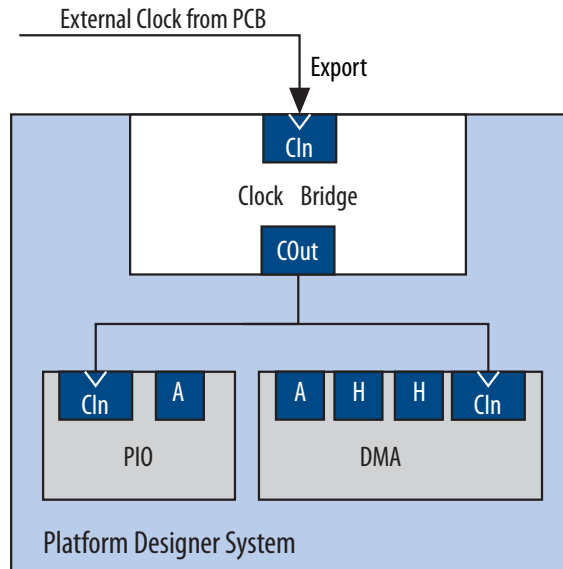 External Clock from PCB
Export
CIn
Clock Bridge
COut
CIn
A
A
H
H
CIn
PIO
DMA
Platform Designer System